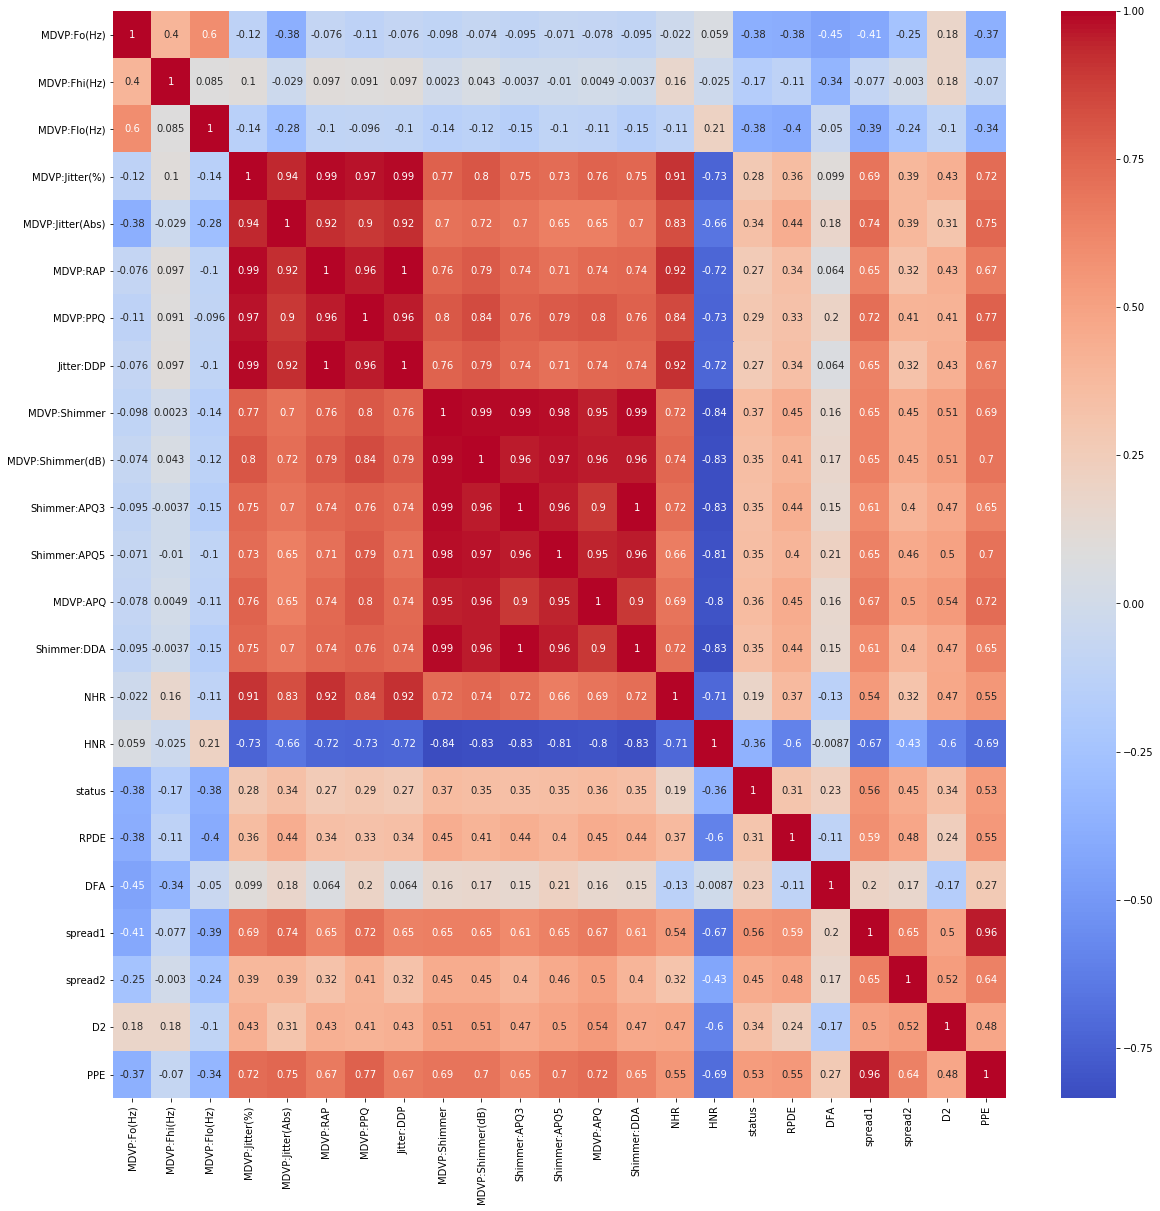 MDVP:Fo(Hz) 1 0.4 0.6 -0.12 -0.38 -0.076 -0.11 -0.076 -0.098 -0.074 -0.095 -0.071 -0.078 -0.095 -0.022 0.059 -0.38 -0.38 -0.45 -0.41 -0.25 0.18 -0.37
MDVP:Fhi(Hz) 0.4 1 0.085 0.1 -0.029 0.097 0.091 0.097 0.0023 0.043 -0.0037 -0.01 0.0049 -0.0037 0.16 -0.025 -0.17 -0.11 -0.34 -0.077 -0.003 0.18 -0.07
MDVP:Flo(Hz) 0.6 0.085 1 -0.14 -0.28 -0.1 -0.096 -0.1 -0.14 -0.12 -0.15 -0.1 -0.11 -0.15 -0.11 0.21 -0.38 -0.4 -0.05 -0.39 -0.24 -0.1 -0.34
MDVP:Jitter(%) -0.12 0.1 -0.14 1 0.94 0.99 0.97 0.99 0.77 0.8 0.75 0.73 0.76 0.75 0.91 -0.73 0.28 0.36 0.099 0.69 0.39 0.43 0.72
MDVP:Jitter(Abs) -0.38 -0.029 -0.28 0.94 1 0.92 0.9 0.92 0.7 0.72 0.7 0.65 0.65 0.7 0.83 -0.66 0.34 0.44 0.18 0.74 0.39 0.31 0.75
MDVP:RAP -0.076 0.097 -0.1 0.99 0.92 1 0.96 1 0.76 0.79 0.74 0.71 0.74 0.74 0.92 -0.72 0.27 0.34 0.064 0.65 0.32 0.43 0.67
MDVP:PPQ -0.11 0.091 -0.096 0.97 0.9 0.96 1 0.96 0.8 0.84 0.76 0.79 0.8 0.76 0.84 -0.73 0.29 0.33 0.2 0.72 0.41 0.41 0.77
Jitter:DDP -0.076 0.097 -0.1 0.99 0.92 1 0.96 1 0.76 0.79 0.74 0.71 0.74 0.74 0.92 -0.72 0.27 0.34 0.064 0.65 0.32 0.43 0.67
MDVP:Shimmer -0.098 0.0023 -0.14 0.77 0.7 0.76 0.8 0.76 1 0.99 0.99 0.98 0.95 0.99 0.72 -0.84 0.37 0.45 0.16 0.65 0.45 0.51 0.69
MDVP:Shimmer(dB) -0.074 0.043 -0.12 0.8 0.72 0.79 0.84 0.79 0.99 1 0.96 0.97 0.96 0.96 0.74 -0.83 0.35 0.41 0.17 0.65 0.45 0.51 0.7
Shimmer:APQ3 -0.095 -0.0037 -0.15 0.75 0.7 0.74 0.76 0.74 0.99 0.96 1 0.96 0.9 1 0.72 -0.83 0.35 0.44 0.15 0.61 0.4 0.47 0.65
Shimmer:APQ5 -0.071 -0.01 -0.1 0.73 0.65 0.71 0.79 0.71 0.98 0.97 0.96 1 0.95 0.96 0.66 -0.81 0.35 0.4 0.21 0.65 0.46 0.5 0.7
MDVP:APQ -0.078 0.0049 -0.11 0.76 0.65 0.74 0.8 0.74 0.95 0.96 0.9 0.95 1 0.9 0.69 -0.8 0.36 0.45 0.16 0.67 0.5 0.54 0.72
Shimmer:DDA -0.095 -0.0037 -0.15 0.75 0.7 0.74 0.76 0.74 0.99 0.96 1 0.96 0.9 1 0.72 -0.83 0.35 0.44 0.15 0.61 0.4 0.47 0.65
NHR -0.022 0.16 -0.11 0.91 0.83 0.92 0.84 0.92 0.72 0.74 0.72 0.66 0.69 0.72 1 -0.71 0.19 0.37 -0.13 0.54 0.32 0.47 0.55
HNR 0.059 -0.025 0.21 -0.73 -0.66 -0.72 -0.73 -0.72 -0.84 -0.83 -0.83 -0.81 -0.8 -0.83 -0.71 1 -0.36 -0.6 -0.0087 -0.67 -0.43 -0.6 -0.69
status -0.38 -0.17 -0.38 0.28 0.34 0.27 0.29 0.27 0.37 0.35 0.35 0.35 0.36 0.35 0.19 -0.36 1 0.31 0.23 0.56 0.45 0.34 0.53
RPDE -0.38 -0.11 -0.4 0.36 0.44 0.34 0.33 0.34 0.45 0.41 0.44 0.4 0.45 0.44 0.37 -0.6 0.31 1 -0.11 0.59 0.48 0.24 0.55
DFA -0.45 -0.34 -0.05 0.099 0.18 0.064 0.2 0.064 0.16 0.17 0.15 0.21 0.16 0.15 -0.13 -0.0087 0.23 -0.11 1 0.2 0.17 -0.17 0.27
spread1 -0.41 -0.077 -0.39 0.69 0.74 0.65 0.72 0.65 0.65 0.65 0.61 0.65 0.67 0.61 0.54 -0.67 0.56 0.59 0.2 1 0.65 0.5 0.96
spread2 -0.25 -0.003 -0.24 0.39 0.39 0.32 0.41 0.32 0.45 0.45 0.4 0.46 0.5 0.4 0.32 -0.43 0.45 0.48 0.17 0.65 1 0.52 0.64
D2 0.18 0.18 -0.1 0.43 0.31 0.43 0.41 0.43 0.51 0.51 0.47 0.5 0.54 0.47 0.47 -0.6 0.34 0.24 -0.17 0.5 0.52 1 0.48
PPE -0.37 -0.07 -0.34 0.72 0.75 0.67 0.77 0.67 0.69 0.7 0.65 0.7 0.72 0.65 0.55 -0.69 0.53 0.55 0.27 0.96 0.64 0.48 1
MDVP:Fo(Hz) MDVP:Fhi(Hz) MDVP:Flo(Hz) MDVP:Jitter(%) MDVP:Jitter(Abs) MDVP:RAP MDVP:PPQ Jitter:DDP MDVP:Shimmer MDVP:Shimmer(dB) Shimmer:APQ3 Shimmer:APQ5 MDVP:APQ Shimmer:DDA NHR HNR status RPDE DFA spread1 spread2 D2 PPE
1.00
0.75
0.50
0.25
0.00
−0.25
−0.50
−0.75